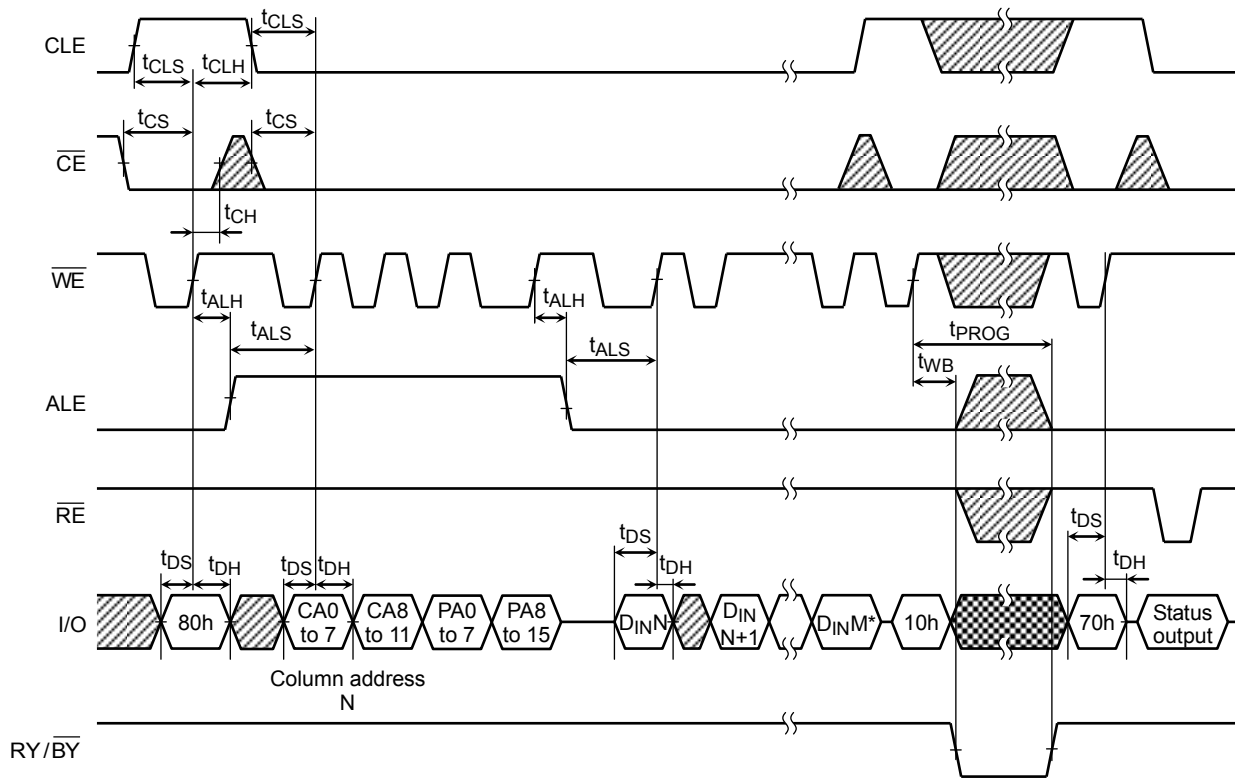 CLE
tCLS
tCLS
tCLH
CE
tCS
tCS
tCH
WE
tALH
tALS
tALH
tALS
tPROG
tWB
ALE
RE
tDS
tDH
tDS
tDH
tDS
tDH
tDS
tDH
I/O
80h
CA0 to 7
CA8 to 11
PA0 to 7
PA8 to 15
DINN
DIN N+1
DINM*
10h
70h
Status output
Column address
N
RY/BY